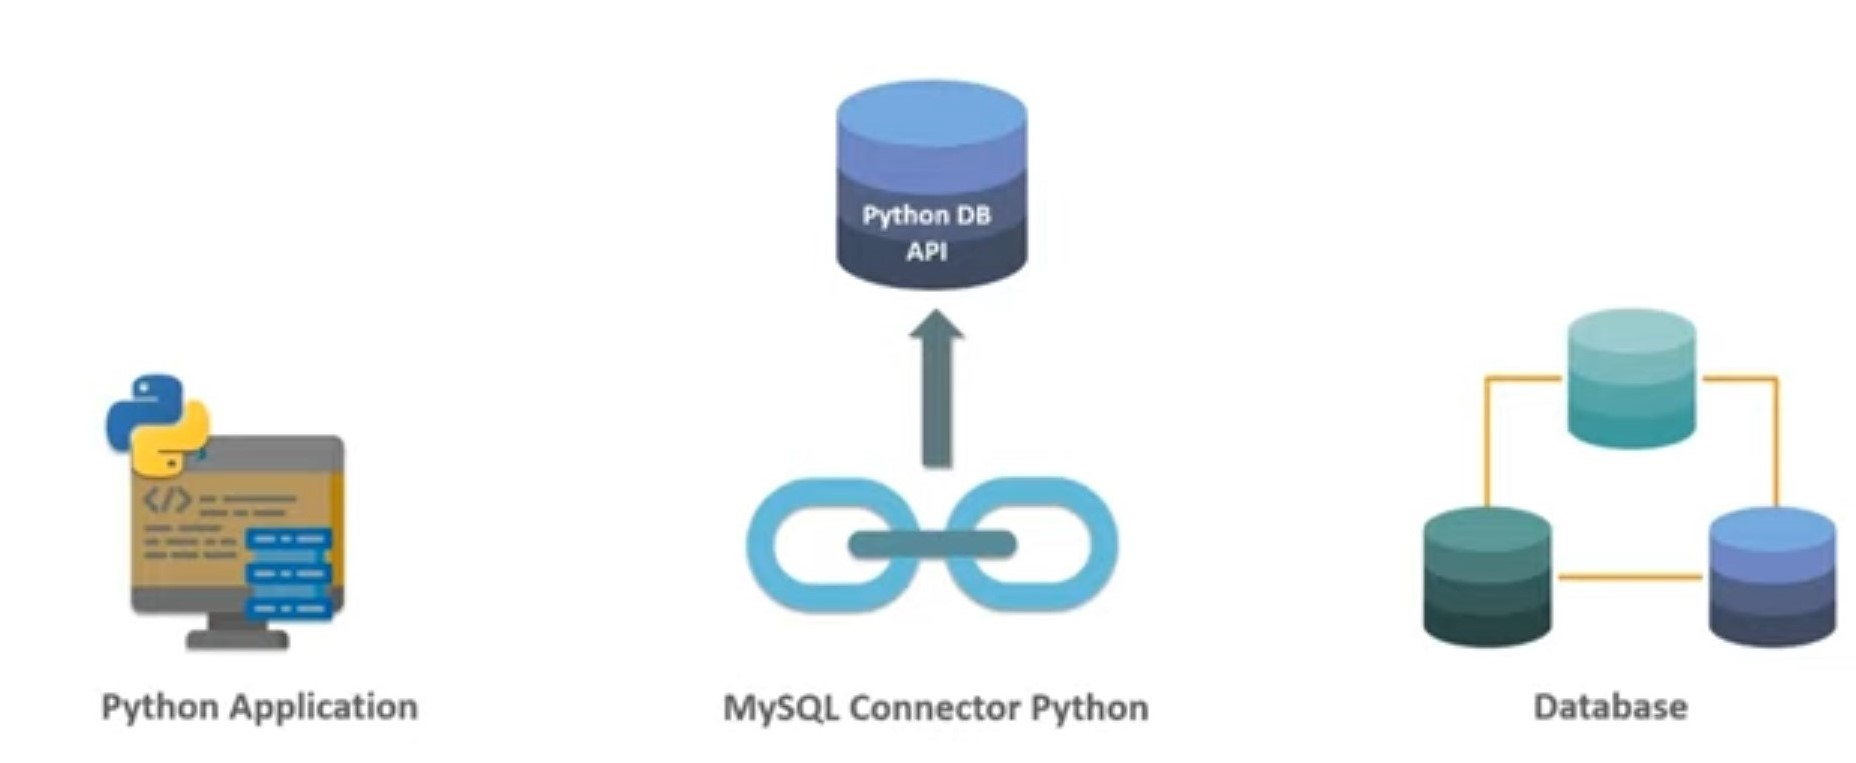 Python DB
API
</>
Python Application
MySQL Connector Python
Database